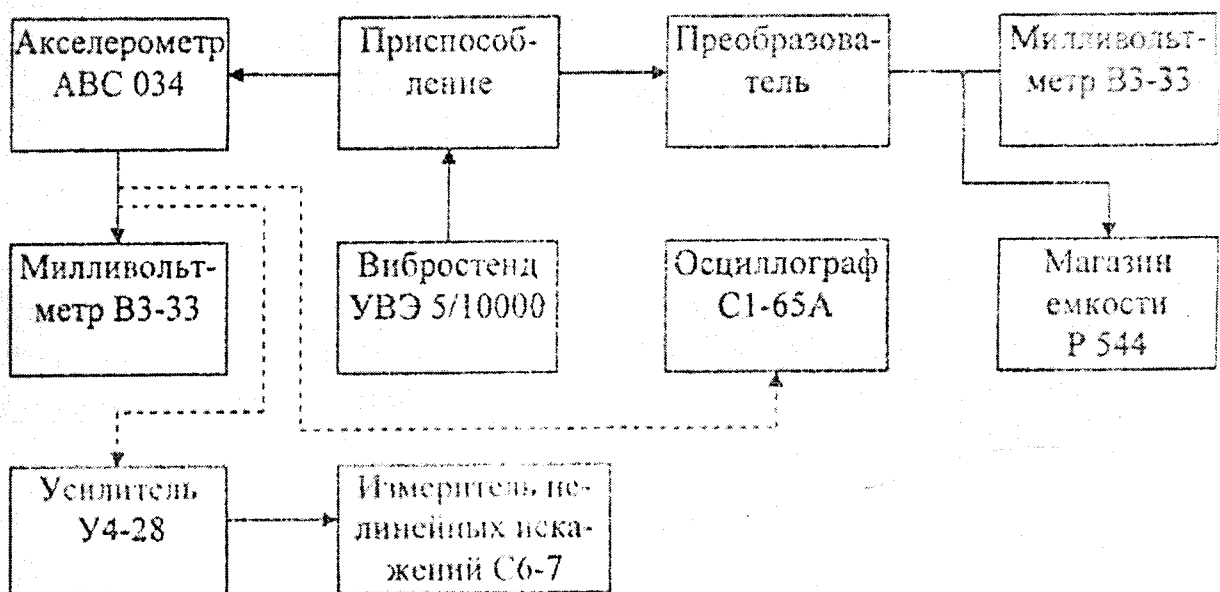 Акселерометр
АВС 034
Приспособ-
ление
Преобразова-
тель
Милливольт-
метр В3-33
Милливольт-
метр В3-33
Вибростенд
УВЭ 5/10000
Осциллограф
С1-65А
Магазин
емкости
Р 544
Усилитель
У4-28
Измеритель не-
линейных иска-
жений С6-7